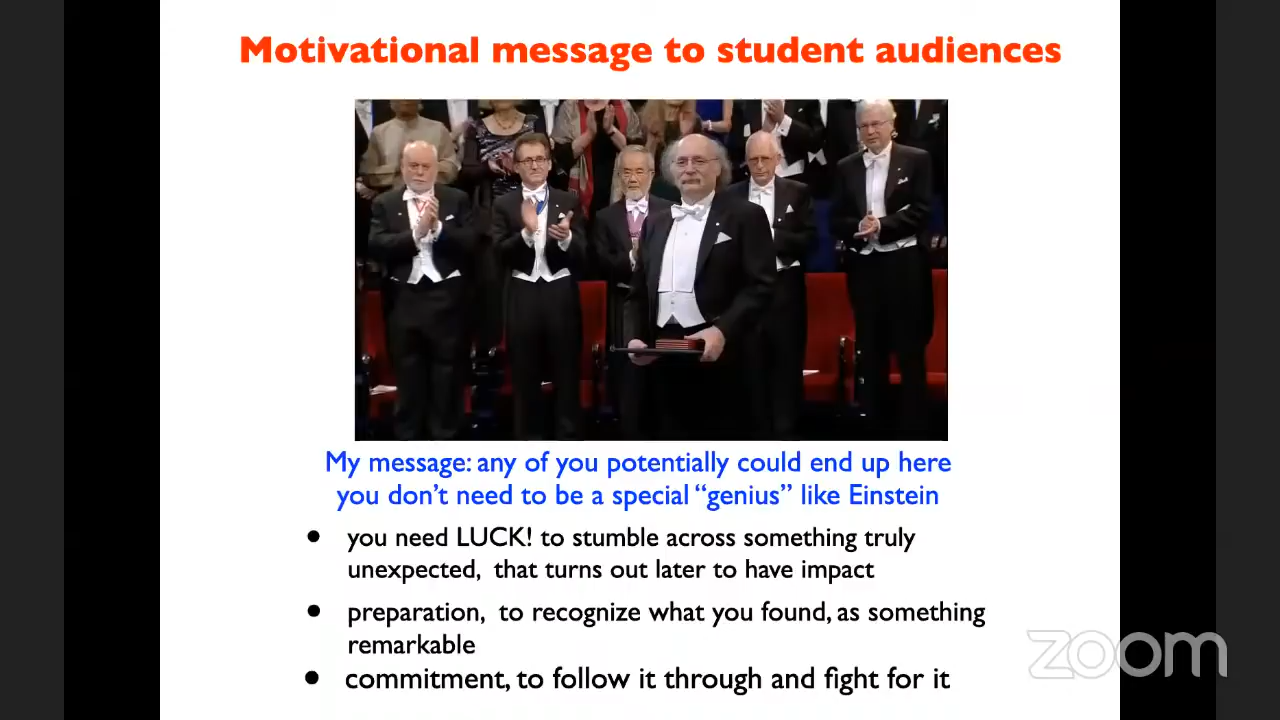 Motivational message to student audiences
My message: any of you potentially could end up here
you don't need to be a special “genius” like Einstein
• you need LUCK! to stumble across something truly
unexpected, that turns out later to have impact
• preparation, to recognize what you found, as something
remarkable
• commitment, to follow it through and fight for it
zoom